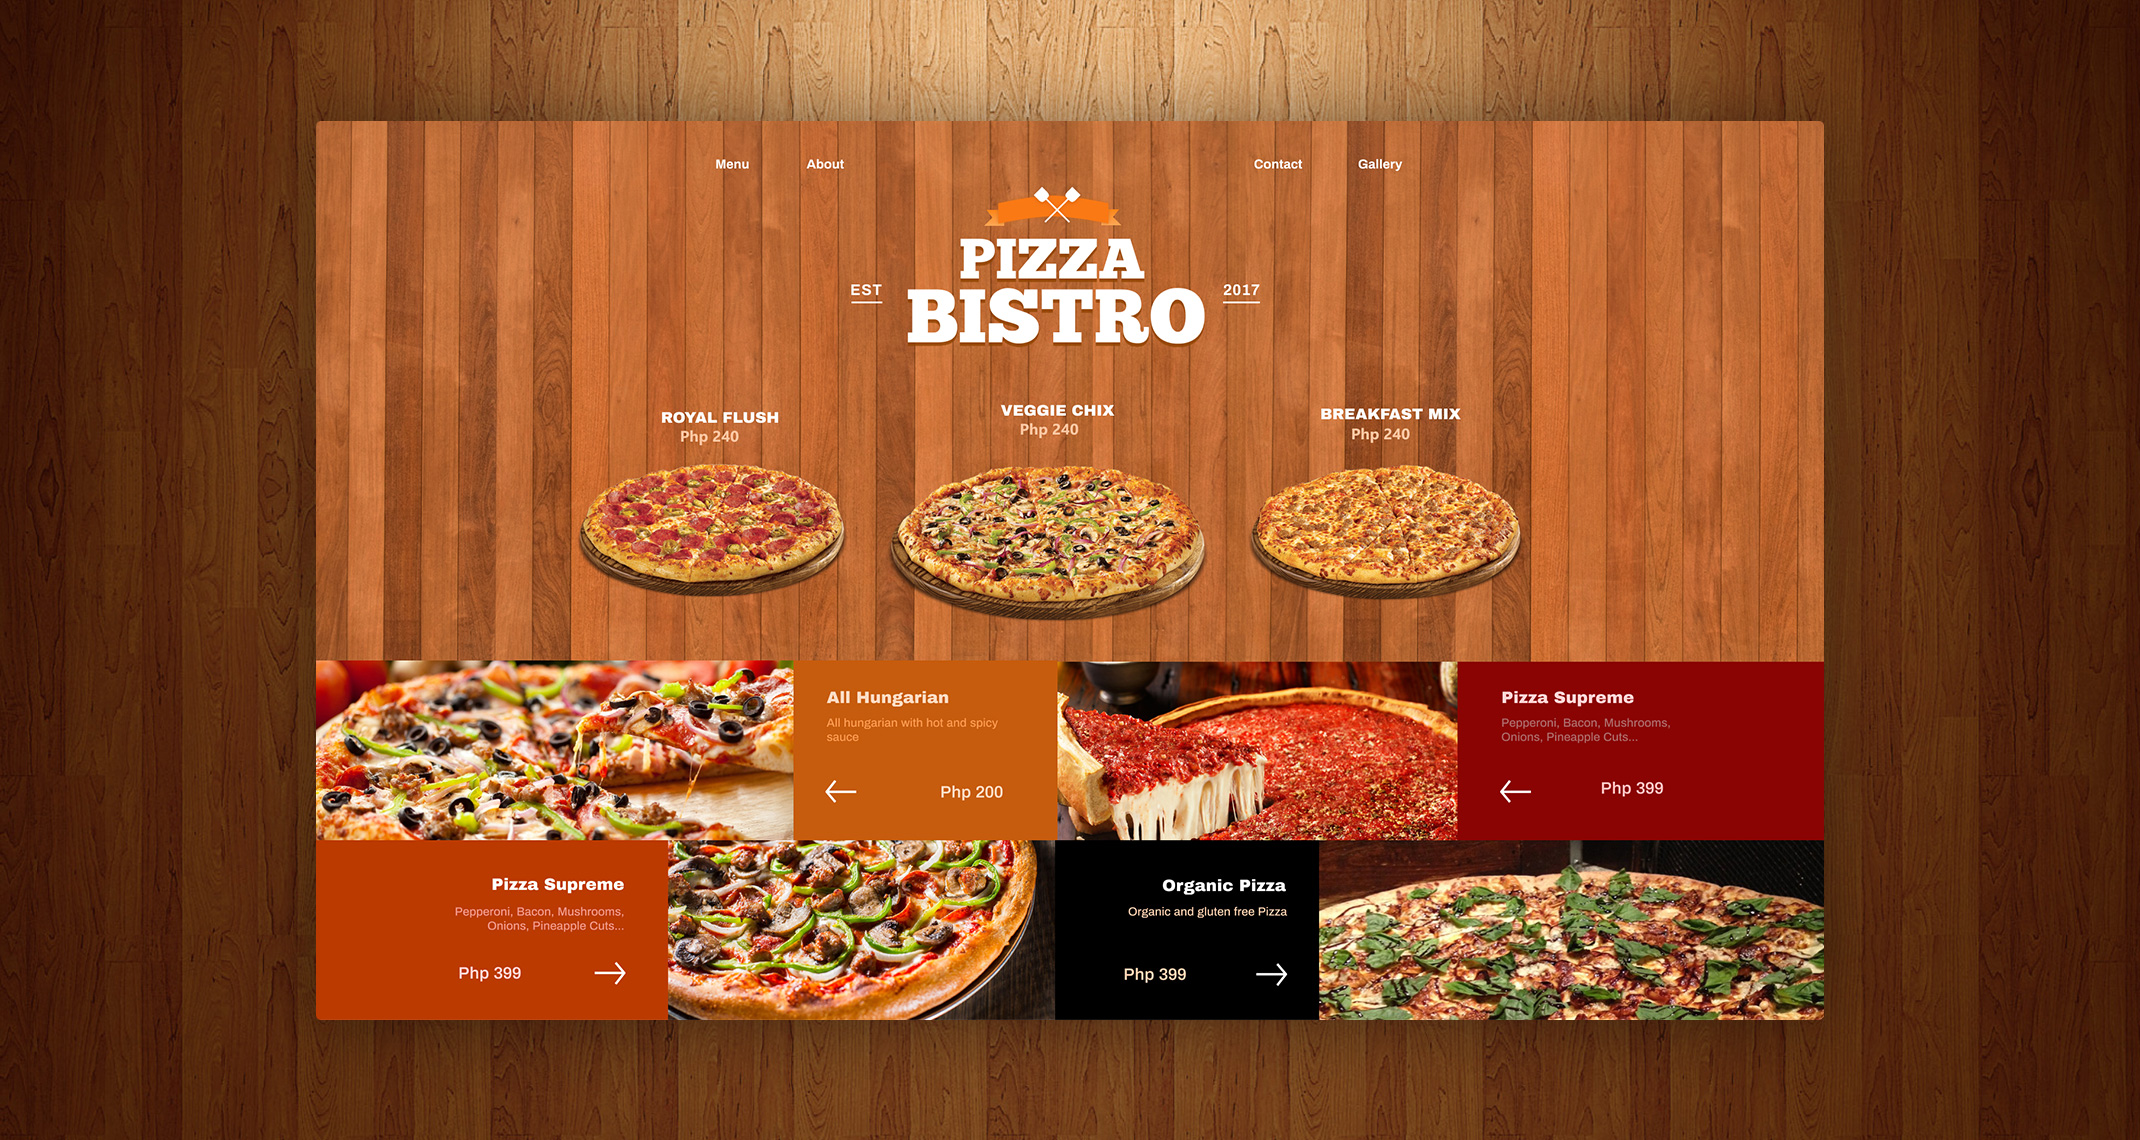 Menu
About
Contact
Gallery
PIZZA
EST
2017
BISTRO
ROYAL FLUSH
Php 240
VEGGIE CHIX
Php 240
BREAKFAST MIX
Php 240
All Hungarian
All hungarian with hot and spicy
sauce
Php 200
Pizza Supreme
Pepperoni, Bacon, Mushrooms,
Onions, Pineapple Cuts...
Php 399
Pizza Supreme
Pepperoni, Bacon, Mushrooms,
Onions, Pineapple Cuts...
Php 399
Organic Pizza
Organic and gluten free Pizza
Php 399